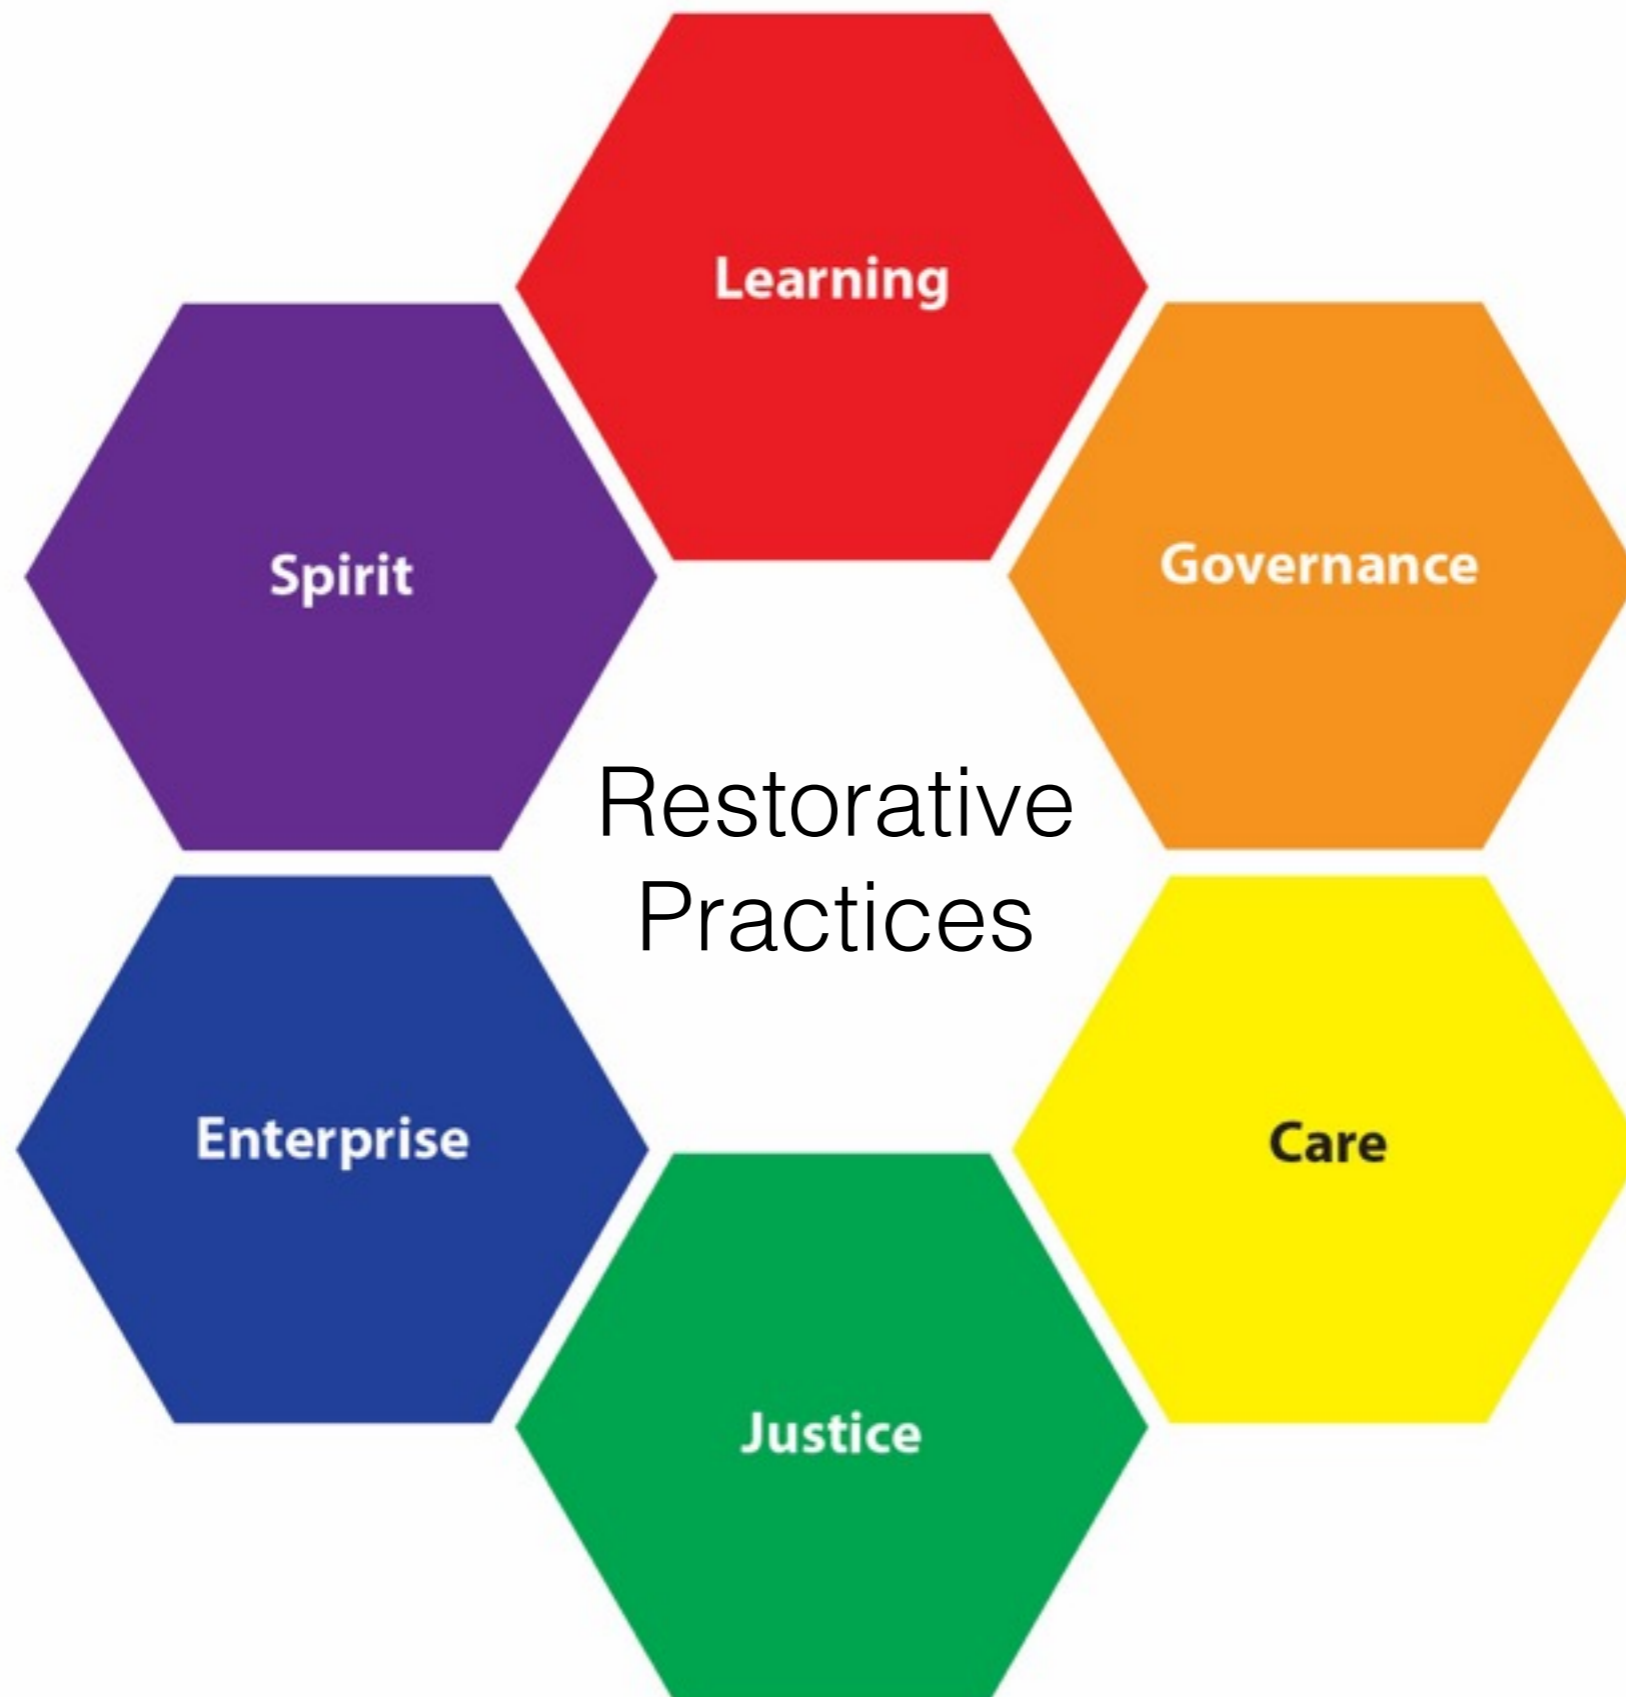 Learning
Spirit
Governance
Restorative
Practices
Enterprise
Care
Justice